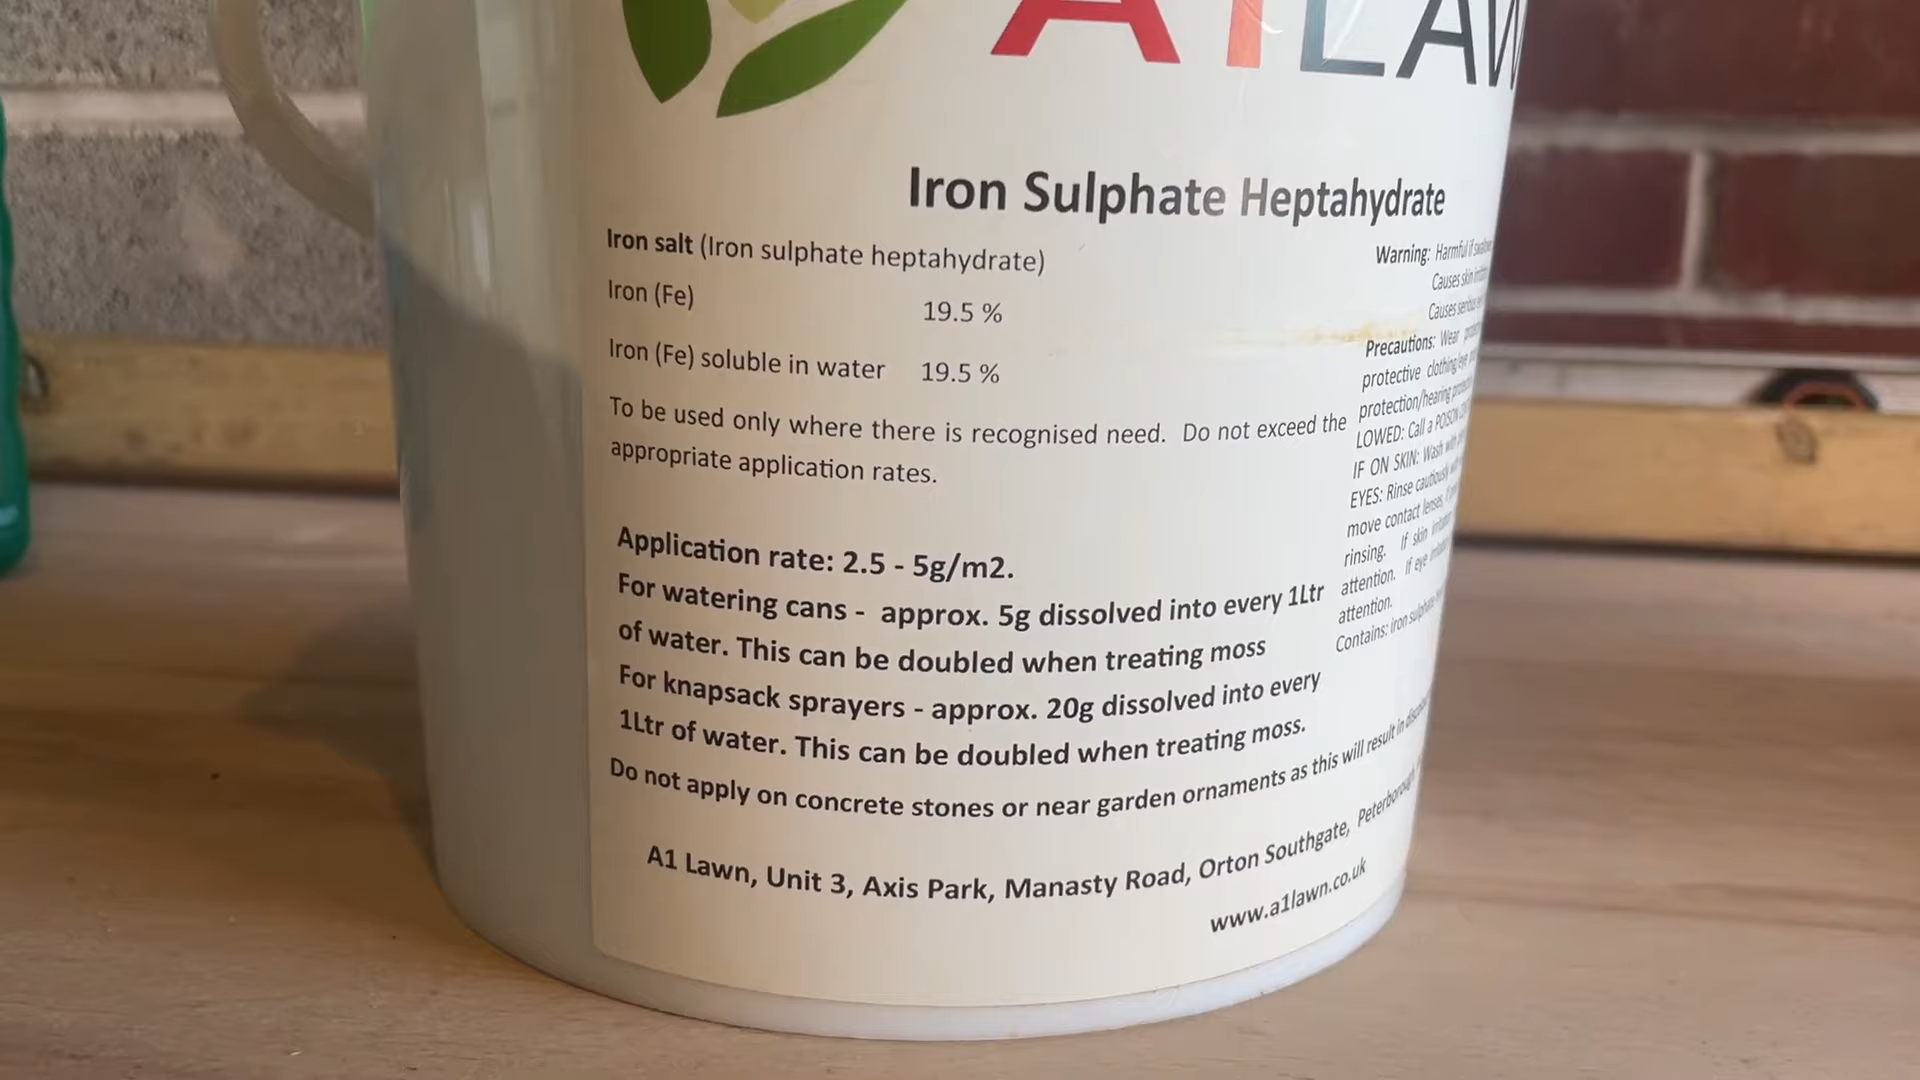 A1LAW
Iron Sulphate Heptahydrate
Iron salt (Iron sulphate heptahydrate)
Iron (Fe) 19.5 %
Iron (Fe) soluble in water 19.5 %
To be used only where there is recognised need. Do not exceed the
appropriate application rates.
Application rate: 2.5 - 5g/m2.
For watering cans - approx. 5g dissolved into every 1Ltr
of water. This can be doubled when treating moss
For knapsack sprayers - approx. 20g dissolved into every
1Ltr of water. This can be doubled when treating moss.
Do not apply on concrete stones or near garden ornaments as this will result in
A1 Lawn, Unit 3, Axis Park, Manasty Road, Orton Southgate, Peterborough
www.a1lawn.co.uk
Warning: Harmful if
Causes skin
Causes
Precautions: Wear
protective clothing/eye
protection/hearing
LOWED: Call a POISON
IF ON SKIN: Wash with
EYES: Rinse cautiously
move contact lenses, if
rinsing. If skin
attention. If eye
attention.
Contains: iron sulphate